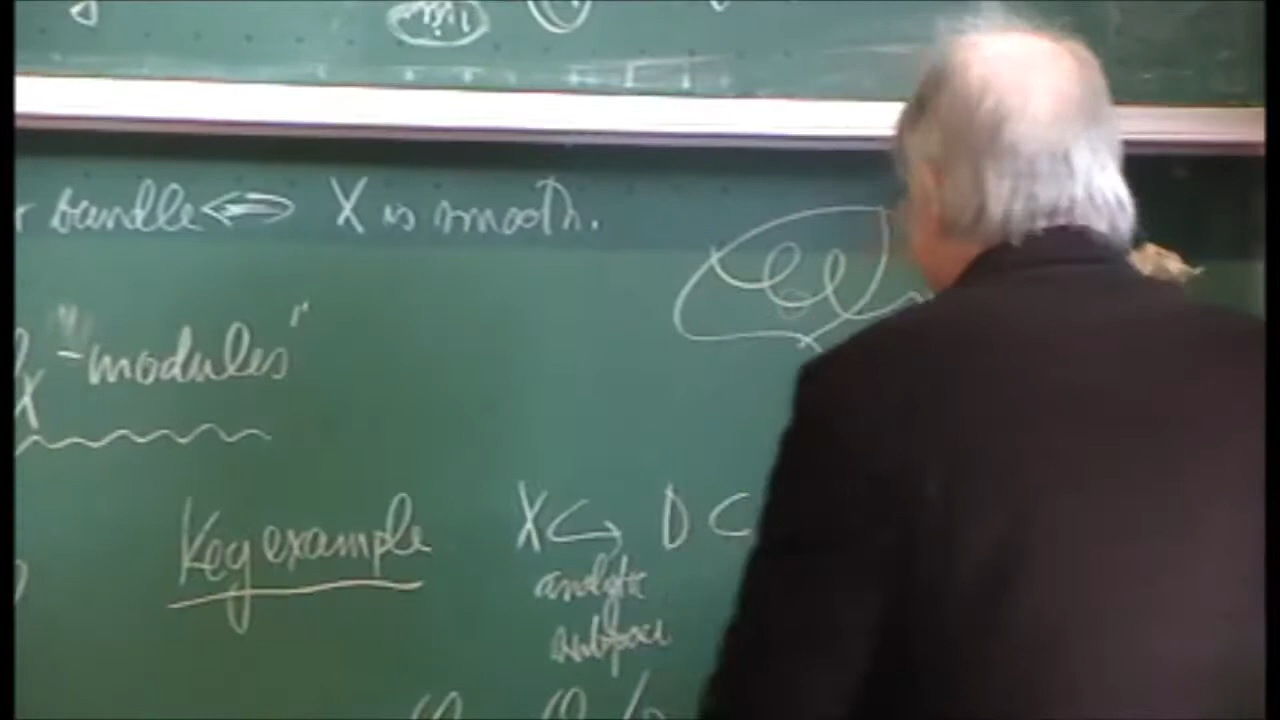 bundle ⟺ X is smooth.
X "-modules"
Key example X ↪ D ⊂
analytic
subspace